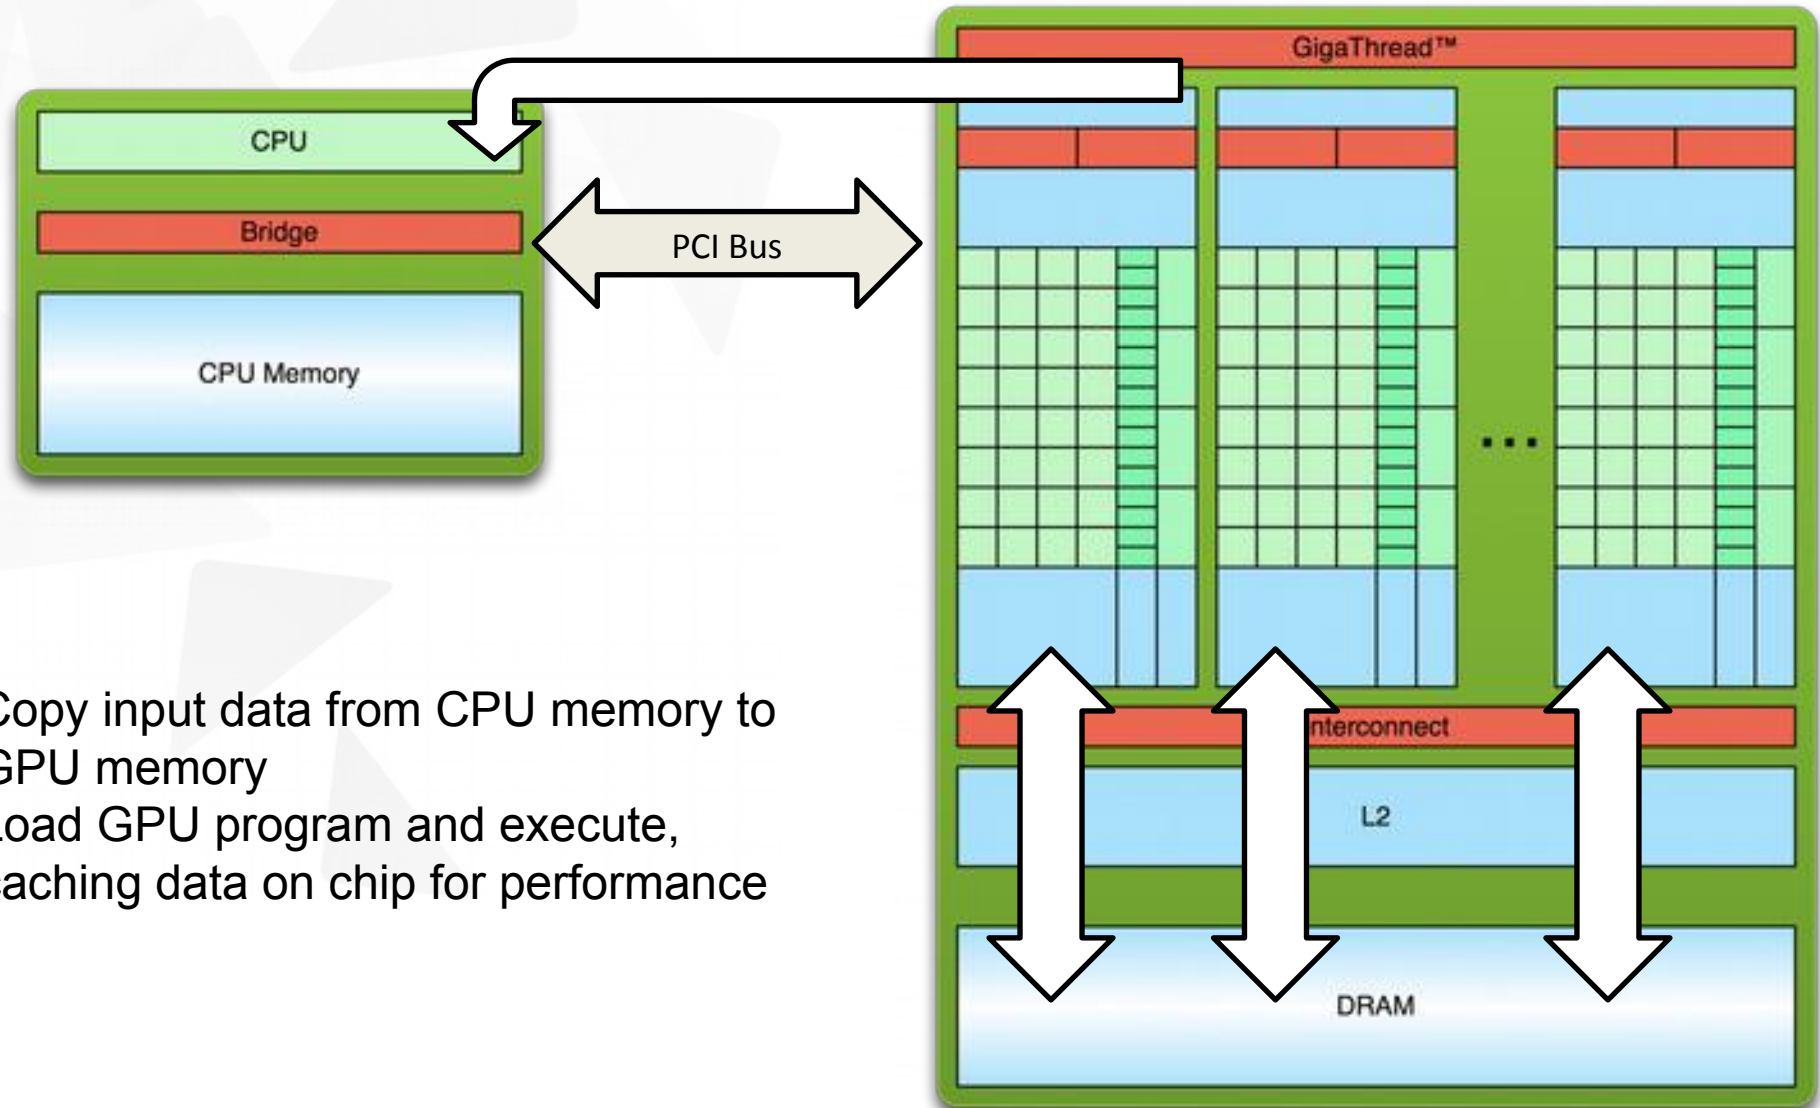 GigaThread™
CPU
Bridge
PCI Bus
CPU Memory
...
Copy input data from CPU memory to
GPU memory
Load GPU program and execute,
caching data on chip for performance
nterconnect
L2
DRAM